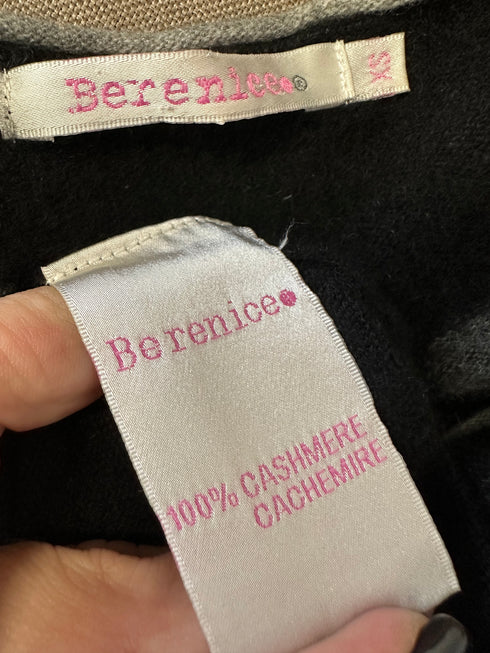 Berenice®
XS
Berenice
100% CASHMERE
CACHEMIRE